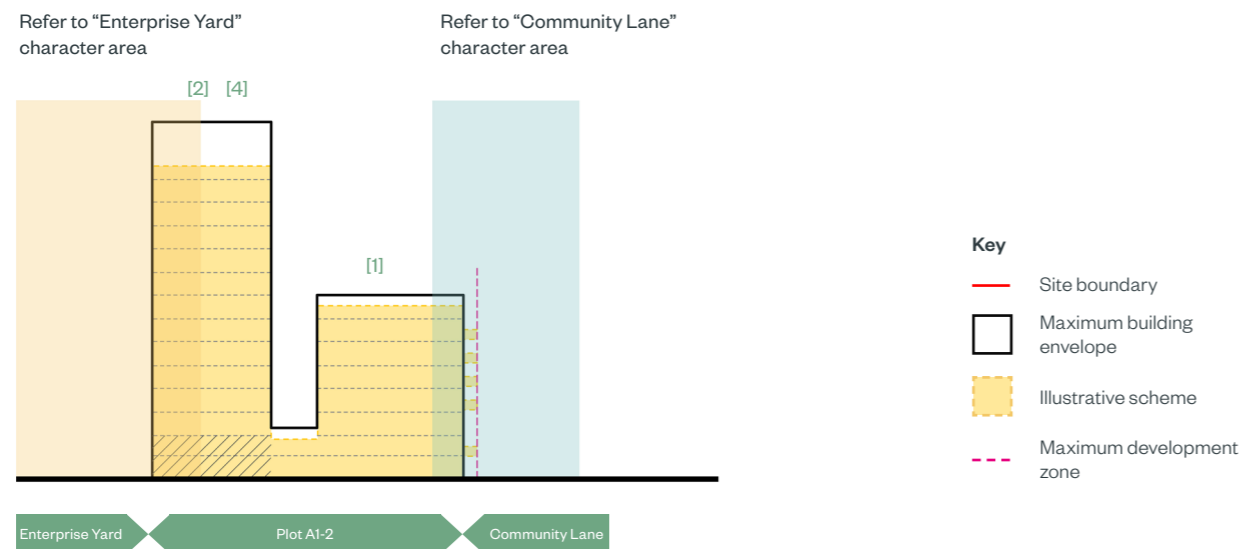 Refer to “Enterprise Yard”
character area
Refer to “Community Lane”
character area
[2] [4]
[1]
Key
Site boundary
Maximum building
envelope
Illustrative scheme
Maximum development
zone
Enterprise Yard
Plot A1-2
Community Lane